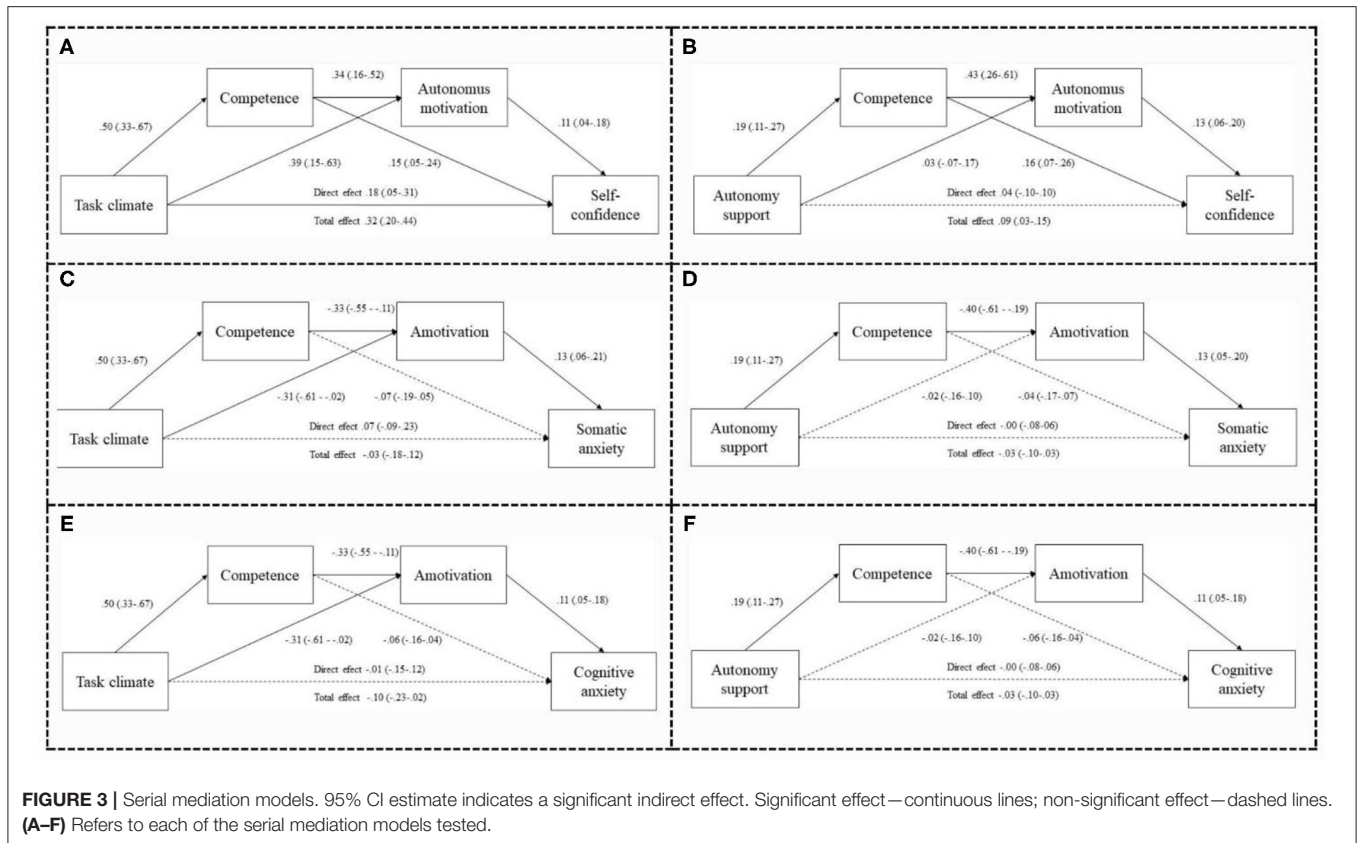 A
.34 (.16-.52)
Competence
Autonomus
motivation
.50 (.33-.67)
.11 (.04-.18)
.39 (.15-.63)
.15 (.05-.24)
Task climate
Direct efect .18 (.05-.31)
Total effect .32 (.20-.44)
Self-
confidence
B
.43 (.26-.61)
Competence
Autonomus
motivation
.19 (.11-.27)
.13 (.06-.20)
.03 (-.07-.17)
.16 (.07-.26)
Autonomy
support
Direct efect .04 (-.10-.10)
Total effect .09 (.03-.15)
Self-
confidence
C
-.33 (-.55 - -.11)
Competence
Amotivation
.50 (.33-.67)
.13 (.06-.21)
-.31 (-.61 - -.02)
-.07 (-.19-.05)
Task climate
Direct efect .07 (-.09-.23)
Total effect -.03 (-.18-.12)
Somatic
anxiety
D
-.40 (-.61 - -.19)
Competence
Amotivation
.19 (.11-.27)
.13 (.05-.20)
-.02 (-.16-.10)
-.04 (-.17-.07)
Autonomy
support
Direct efect -.00 (-.08-06)
Total effect -.03 (-.10-.03)
Somatic
anxiety
E
-.33 (-.55 - -.11)
Competence
Amotivation
.50 (.33-.67)
.11 (.05-.18)
-.31 (-.61 - -.02)
-.06 (-.16-.04)
Task climate
Direct efect -.01 (-.15-.12)
Total effect -.10 (-.23-.02)
Cognitive
anxiety
F
-.40 (-.61 - -.19)
Competence
Amotivation
.19 (.11-.27)
.11 (.05-.18)
-.02 (-.16-.10)
-.06 (-.16-.04)
Autonomy
support
Direct efect -.00 (-.08-.06)
Total effect -.03 (-.10-.03)
Cognitive
anxiety
FIGURE 3 | Serial mediation models. 95% CI estimate indicates a significant indirect effect. Significant effect—continuous lines; non-significant effect—dashed lines.
(A–F) Refers to each of the serial mediation models tested.